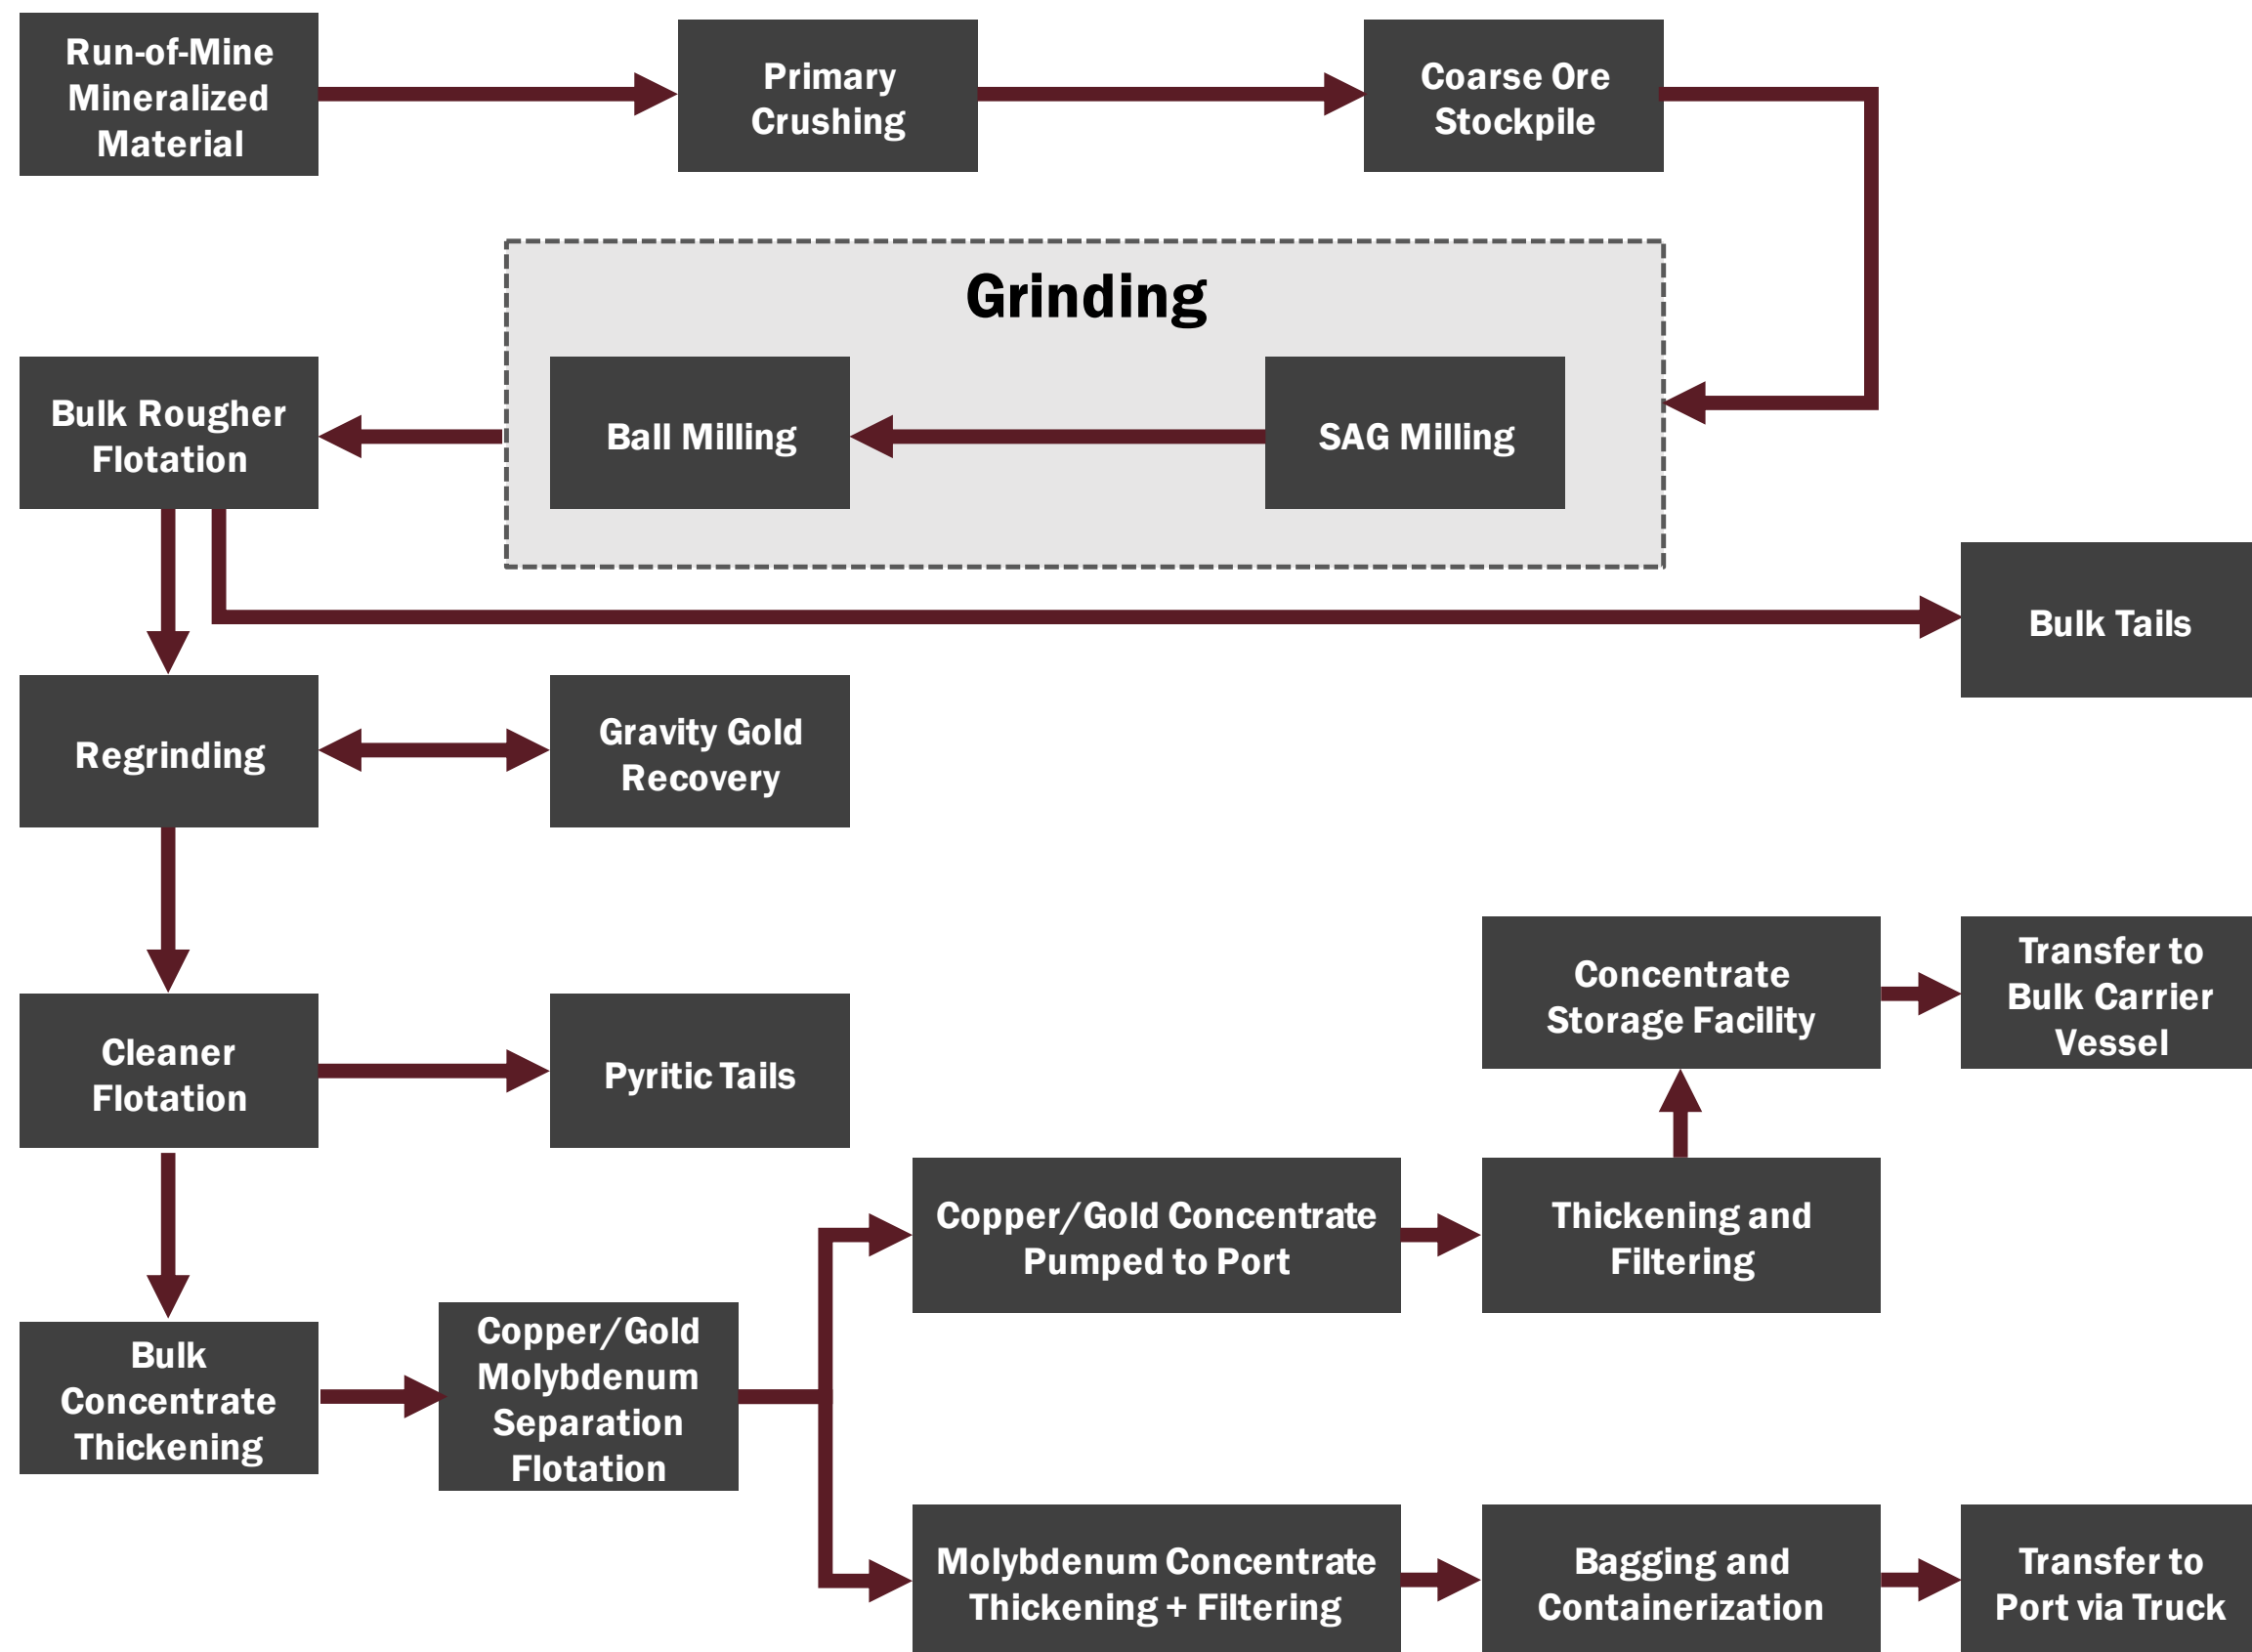 Run-of-Mine
Mineralized
Material
Primary
Crushing
Coarse Ore
Stockpile
Grinding
Bulk Rougher
Flotation
Ball Milling
SAG Milling
Bulk Tails
Regrinding
Gravity Gold
Recovery
Cleaner
Flotation
Pyritic Tails
Concentrate
Storage Facility
Transfer to
Bulk Carrier
Vessel
Copper/Gold Concentrate
Pumped to Port
Thickening and
Filtering
Bulk
Concentrate
Thickening
Copper/Gold
Molybdenum
Separation
Flotation
Molybdenum Concentrate
Thickening + Filtering
Bagging and
Containerization
Transfer to
Port via Truck